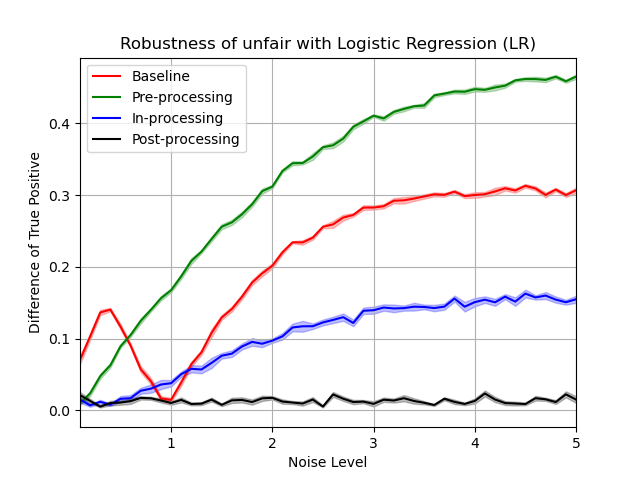 Robustness of unfair with Logistic Regression (LR)
Baseline
Pre-processing
In-processing
Post-processing
Difference of True Positive
0.4
0.3
0.2
0.1
0.0
1 2 3 4 5
Noise Level